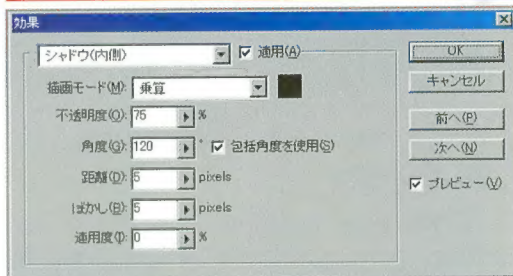 効果
シャドウ(内側)
適用(A)
描画モード(M): 乗算
不透明度(O): 75 %
角度(G): 120 ° 包括角度を使用(S)
距離(D): 5 pixels
ぼかし(B): 5 pixels
適用度(I): 0 %
OK
キャンセル
前へ(P)
次へ(N)
プレビュー(V)